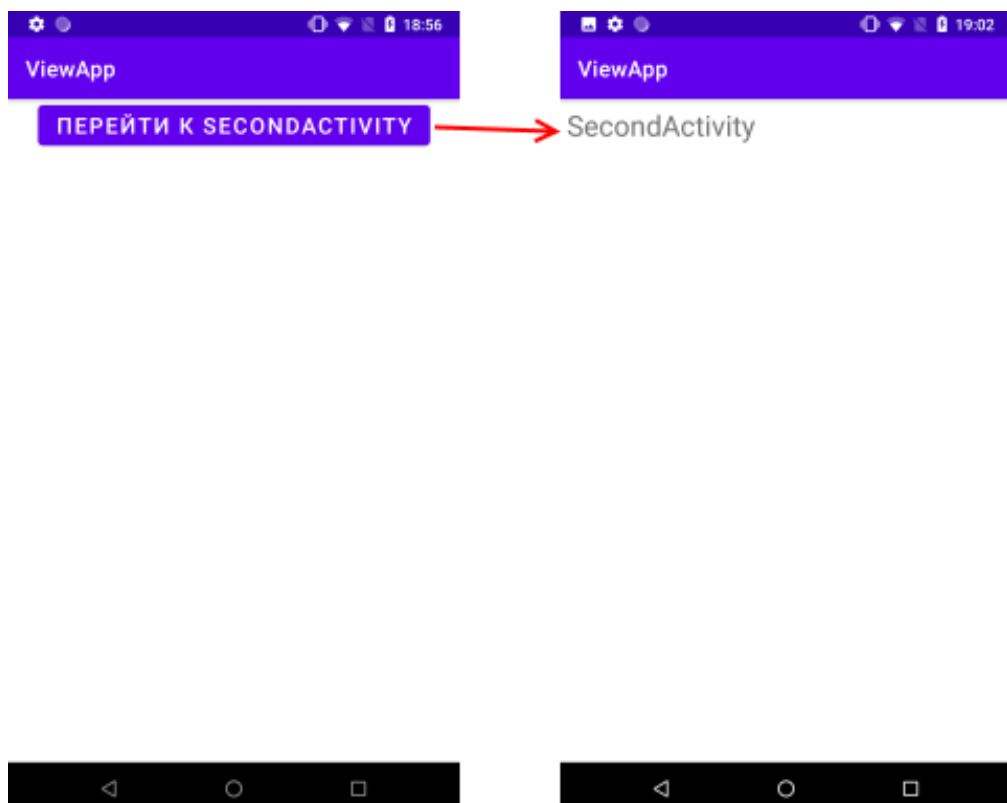 18:56
ViewApp
ПЕРЕЙТИ К SECONDACTIVITY
19:02
ViewApp
SecondActivity